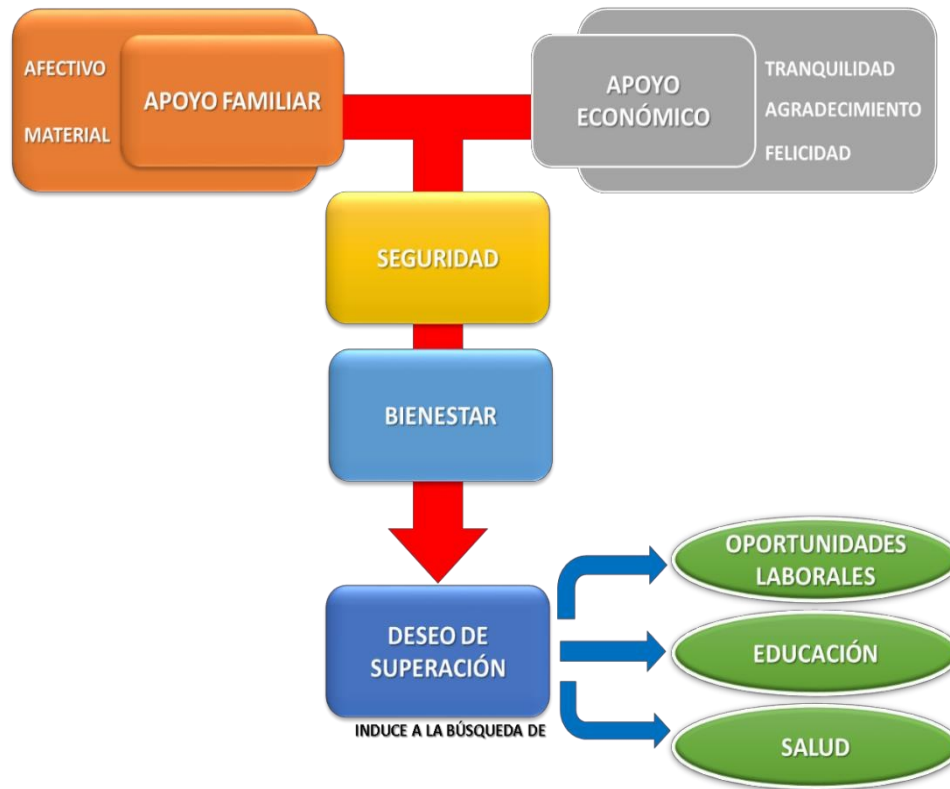 AFECTIVO
MATERIAL
APOYO FAMILIAR
APOYO
ECONÓMICO
TRANQUILIDAD
AGRADECIMIENTO
FELICIDAD
SEGURIDAD
BIENESTAR
DESEO DE
SUPERACIÓN
INDUCE A LA BÚSQUEDA DE
OPORTUNIDADES
LABORALES
EDUCACIÓN
SALUD